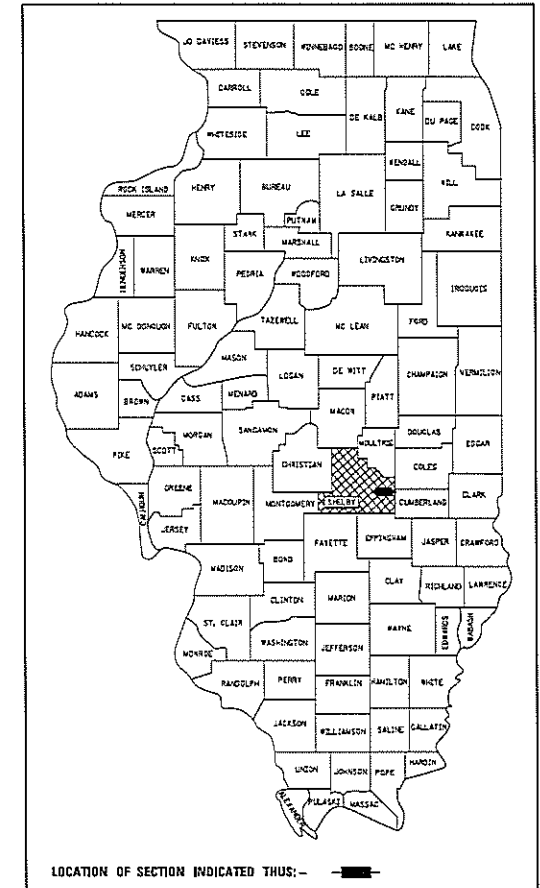 JO DAVIESS STEPHENSON WINNEBAGO BOONE MC HENRY LAKE
CARROLL OGLE DE KALB KANE DU PAGE COOK
WHITESIDE LEE KENDALL WILL
ROCK ISLAND HENRY BUREAU LA SALLE GRUNDY
MERCER PUTNAM KANKAKEE
STARK MARSHALL
HENDERSON WARREN KNOX PEORIA WOODFORD LIVINGSTON IROQUOIS
HANCOCK MC DONOUGH FULTON TAZEWELL MC LEAN FORD
SCHUYLER MASON LOGAN DE WITT CHAMPAIGN VERMILION
ADAMS BROWN CASS MENARD MACON PIATT
MORGAN SANGAMON MOULTRIE DOUGLAS EDGAR
PIKE SCOTT CHRISTIAN COLES
GREENE MACOUPIN MONTGOMERY SHELBY CUMBERLAND CLARK
CALHOUN JERSEY FAYETTE EFFINGHAM JASPER CRAWFORD
MADISON BOND CLAY RICHLAND LAWRENCE
CLINTON MARION
ST. CLAIR WAYNE EDWARDS WABASH
WASHINGTON JEFFERSON
MONROE
RANDOLPH PERRY FRANKLIN HAMILTON WHITE
JACKSON WILLIAMSON SALINE GALLATIN
UNION JOHNSON POPE HARDIN
ALEXANDER PULASKI MASSAC
LOCATION OF SECTION INDICATED THUS:-